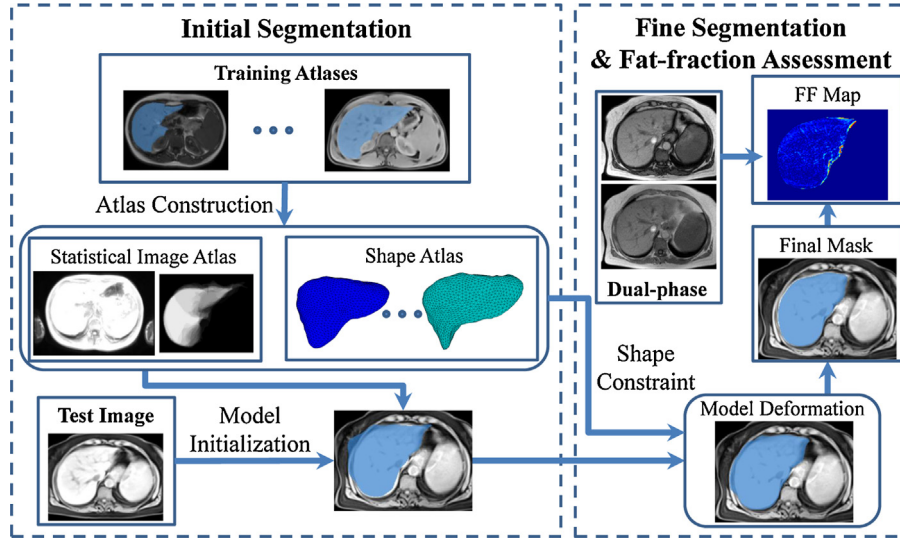 Initial Segmentation
Training Atlases
Atlas Construction
Statistical Image Atlas
Shape Atlas
Test Image
Model
Initialization
Fine Segmentation
& Fat-fraction Assessment
Dual-phase
FF Map
Final Mask
Shape
Constraint
Model Deformation